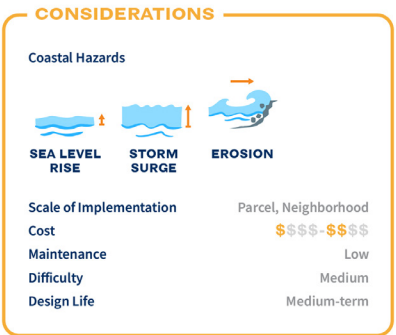 CONSIDERATIONS
Coastal Hazards
SEA LEVEL RISE
STORM SURGE
EROSION
Scale of Implementation Parcel, Neighborhood
Cost $$$$-$$$$
Maintenance Low
Difficulty Medium
Design Life Medium-term